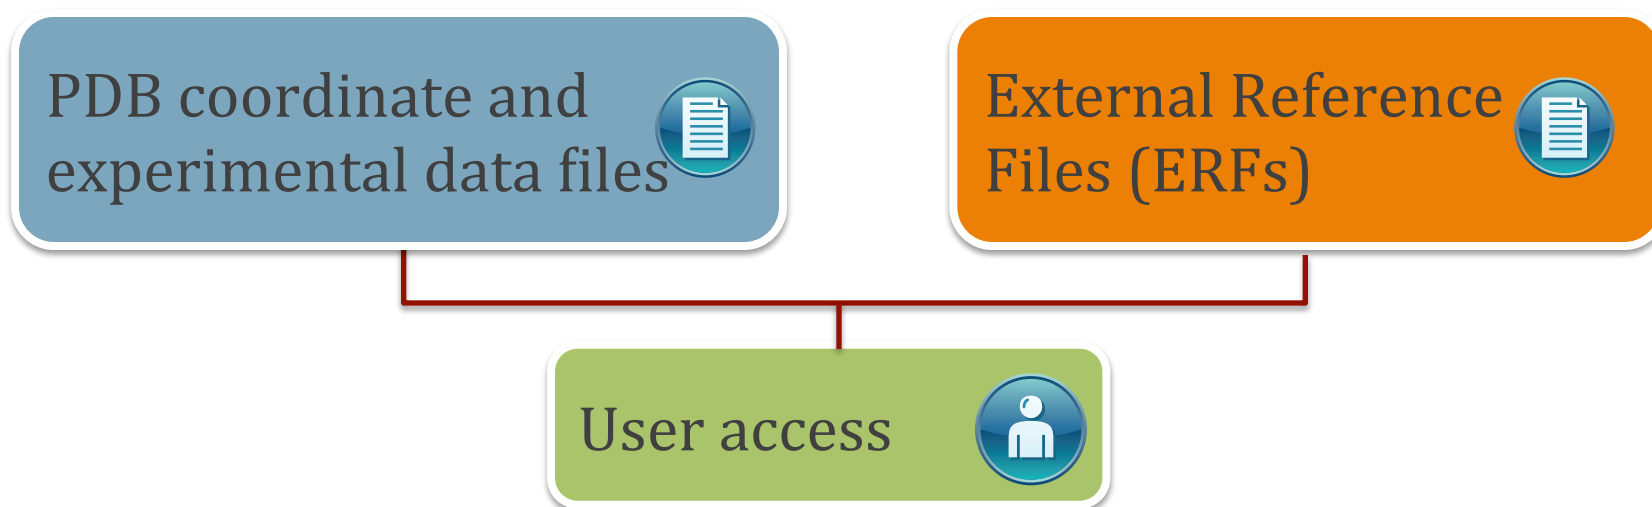 PDB coordinate and
experimental data files
External Reference
Files (ERFs)
User access